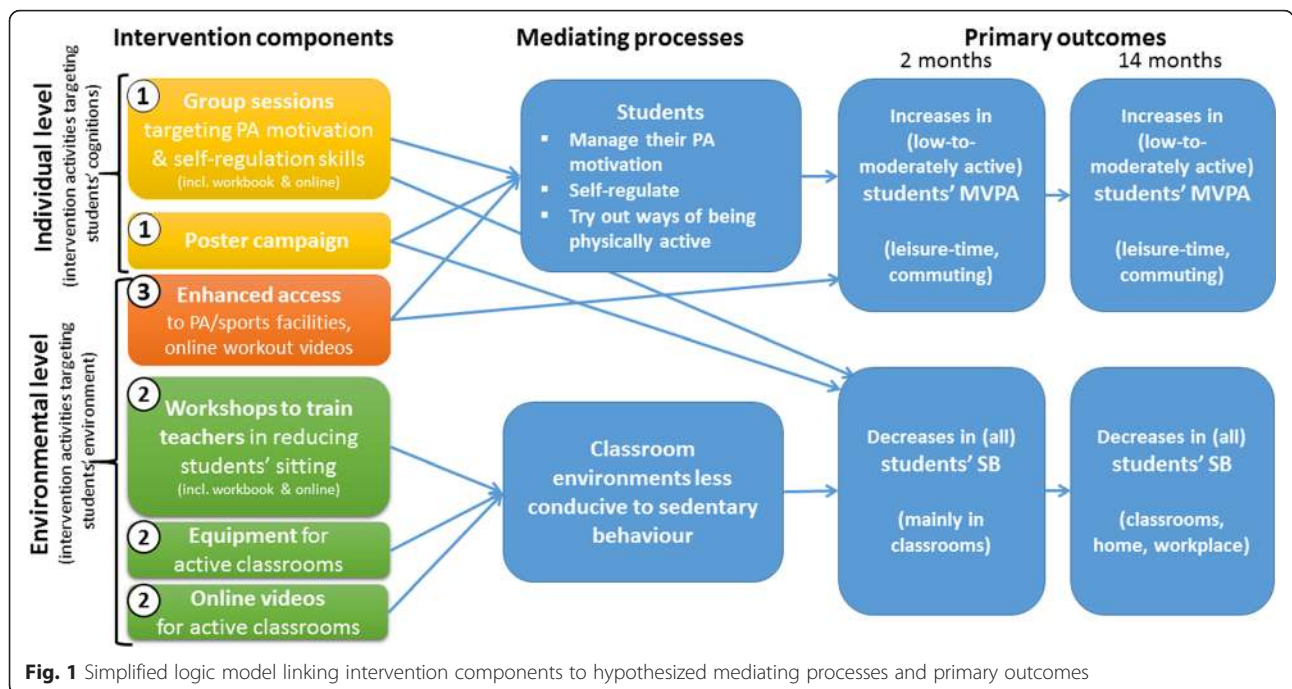 Intervention components
Mediating processes
Primary outcomes
2 months
14 months
Individual level
(intervention activities targeting
students' cognitions)
1
Group sessions
targeting PA motivation
& self-regulation skills
(incl. workbook & online)
1
Poster campaign
Environmental level
(intervention activities targeting
students' environment)
3
Enhanced access
to PA/sports facilities,
online workout videos
2
Workshops to train
teachers in reducing
students' sitting
(incl. workbook & online)
2
Equipment for
active classrooms
2
Online videos
for active classrooms
Students
▪ Manage their PA
motivation
▪ Self-regulate
▪ Try out ways of being
physically active
Classroom
environments less
conducive to sedentary
behaviour
Increases in
(low-to-
moderately active)
students' MVPA
(leisure-time,
commuting)
Increases in
(low-to-
moderately active)
students' MVPA
(leisure-time,
commuting)
Decreases in (all)
students' SB
(mainly in
classrooms)
Decreases in (all)
students' SB
(classrooms,
home, workplace)
Fig. 1 Simplified logic model linking intervention components to hypothesized mediating processes and primary outcomes